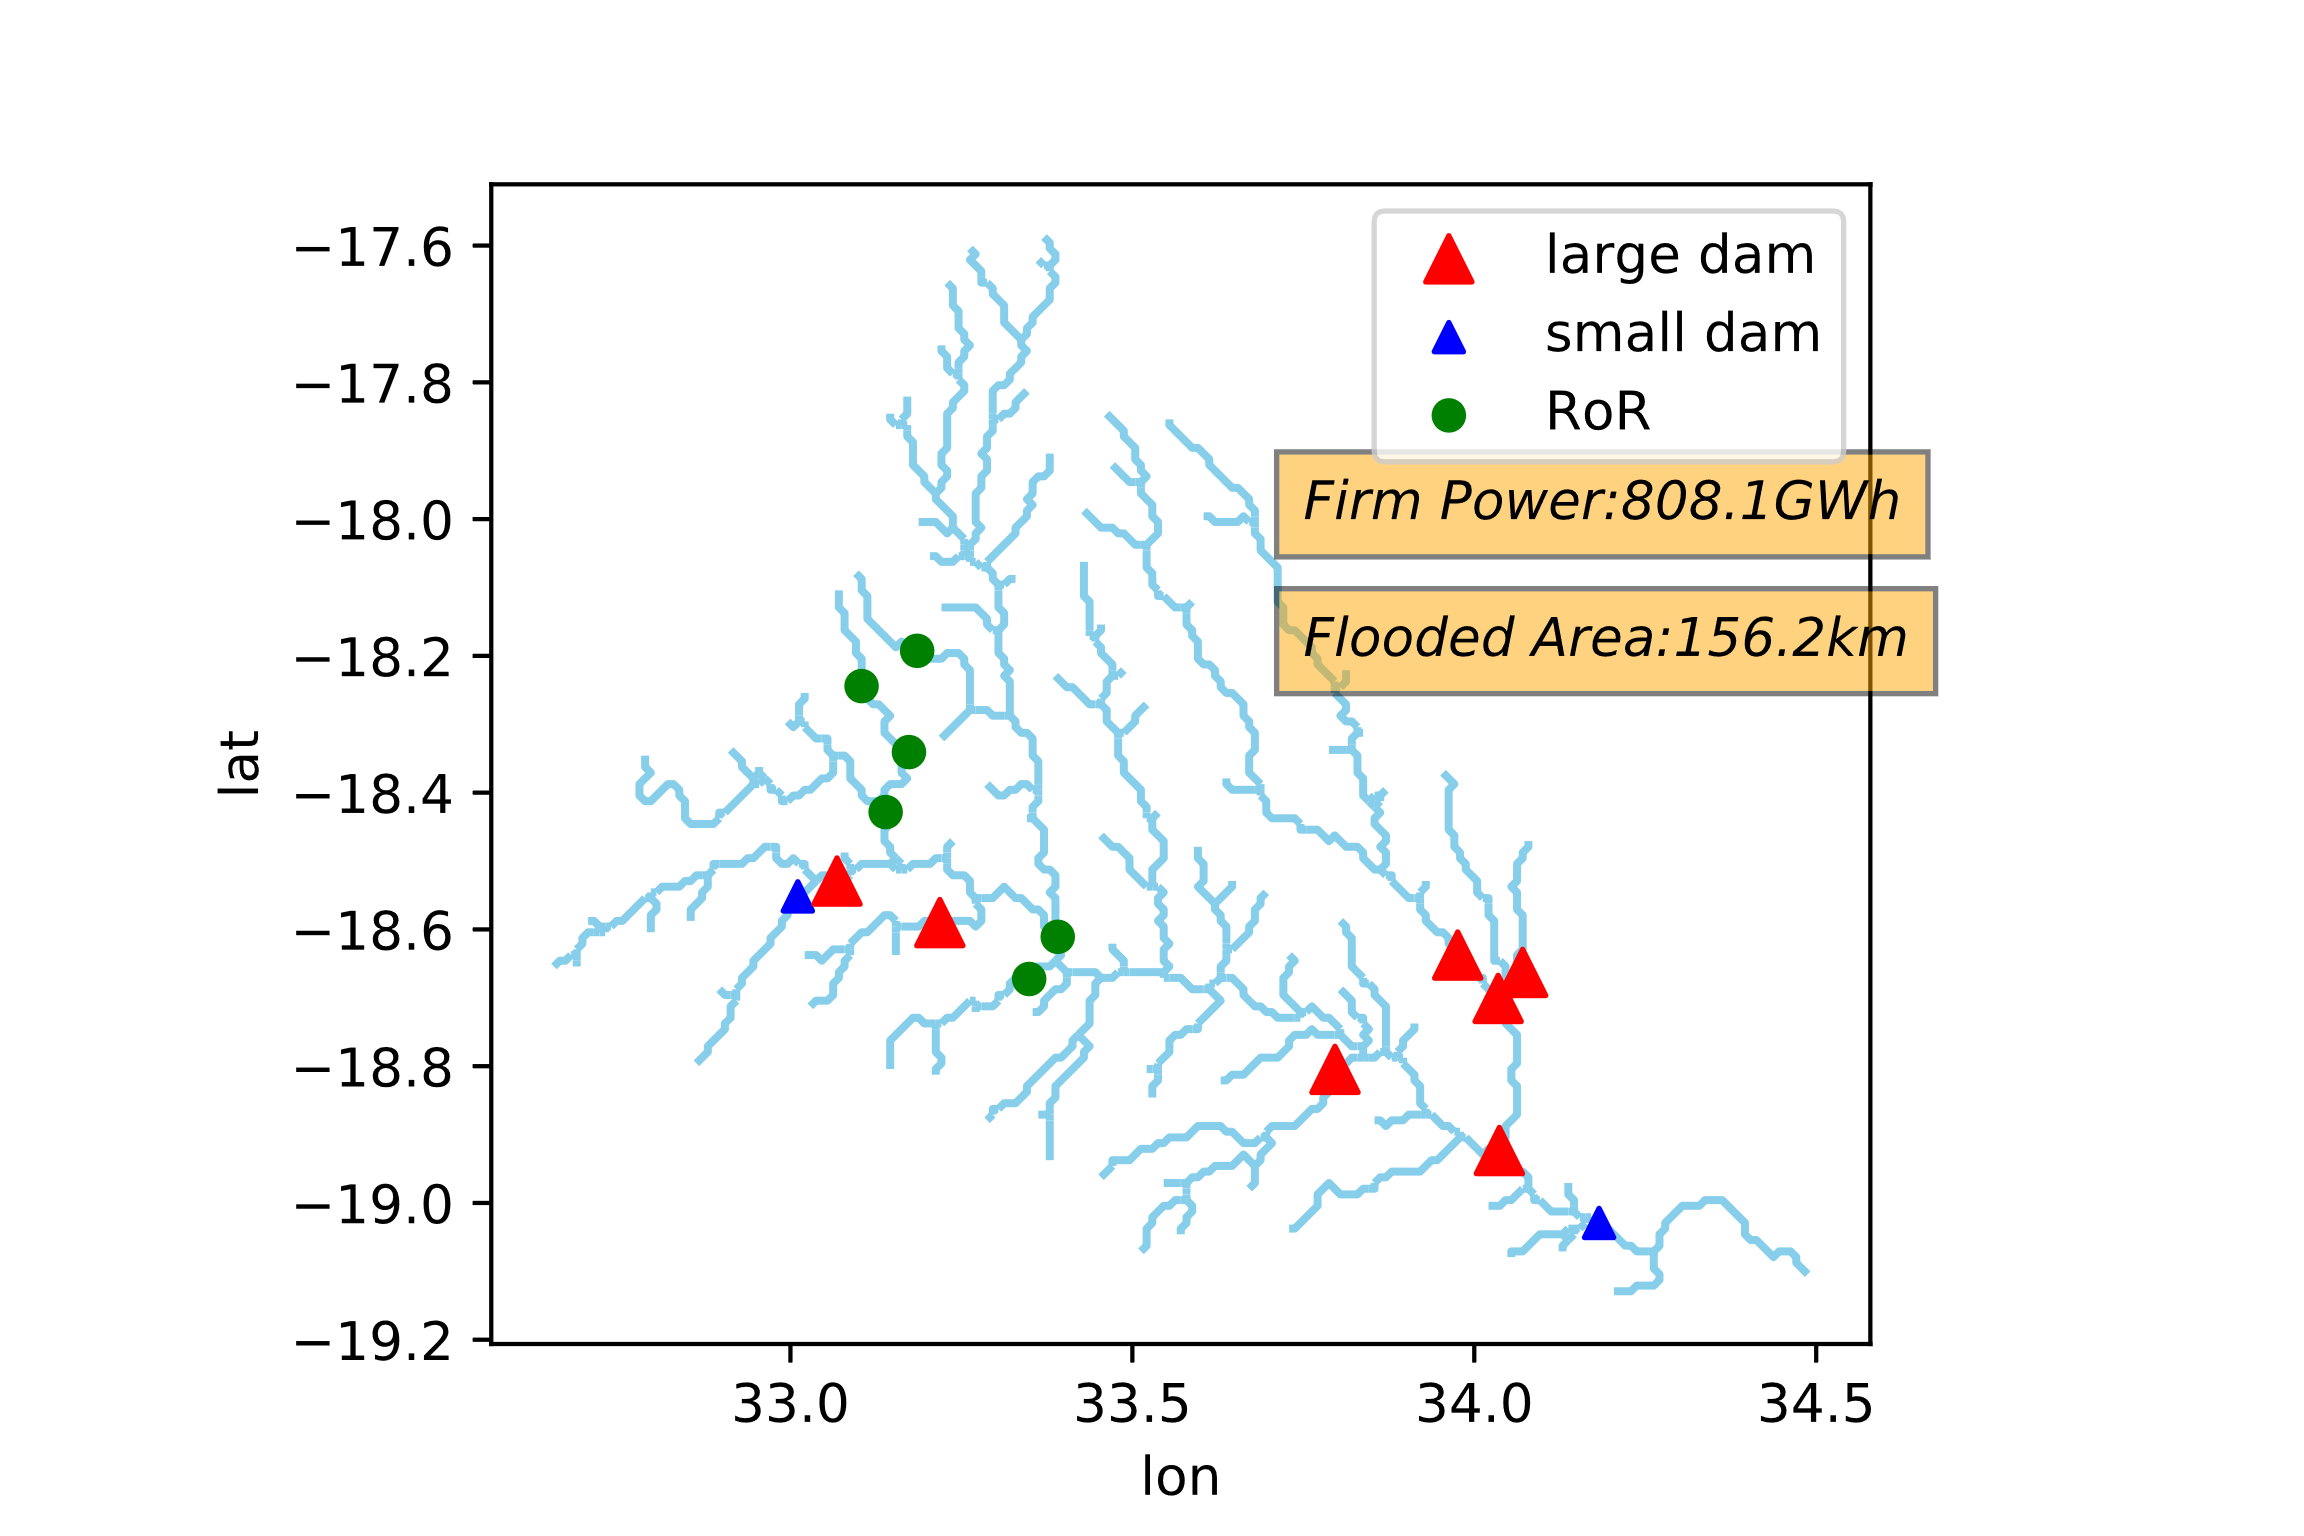 large dam
small dam
RoR
Firm Power:808.1GWh
Flooded Area:156.2km
−17.6
−17.8
−18.0
−18.2
−18.4
−18.6
−18.8
−19.0
−19.2
lat
33.0 33.5 34.0 34.5
lon